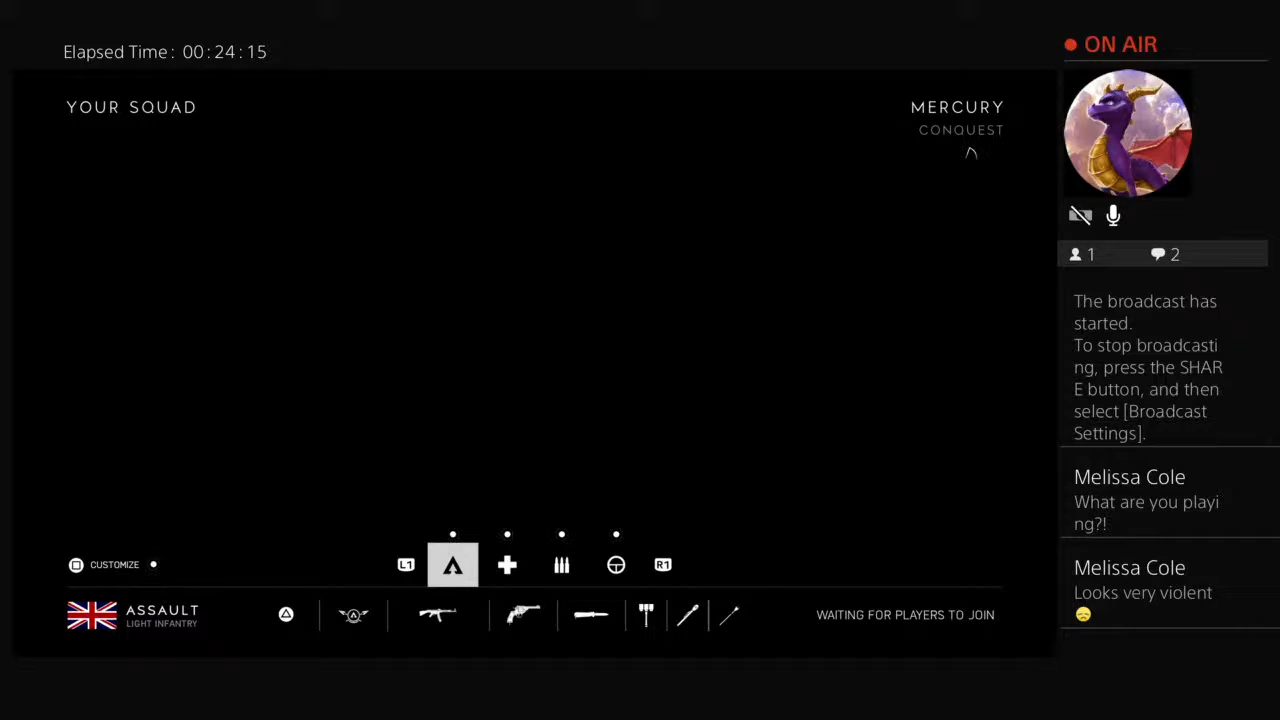 Elapsed Time: 00:24:15
ON AIR
YOUR SQUAD
MERCURY
CONQUEST
1
2
The broadcast has
started.
To stop broadcasti
ng, press the SHAR
E button, and then
select [Broadcast
Settings].
Melissa Cole
What are you playi
ng?!
Melissa Cole
Looks very violent
😞
CUSTOMIZE
L1
R1
ASSAULT
LIGHT INFANTRY
WAITING FOR PLAYERS TO JOIN